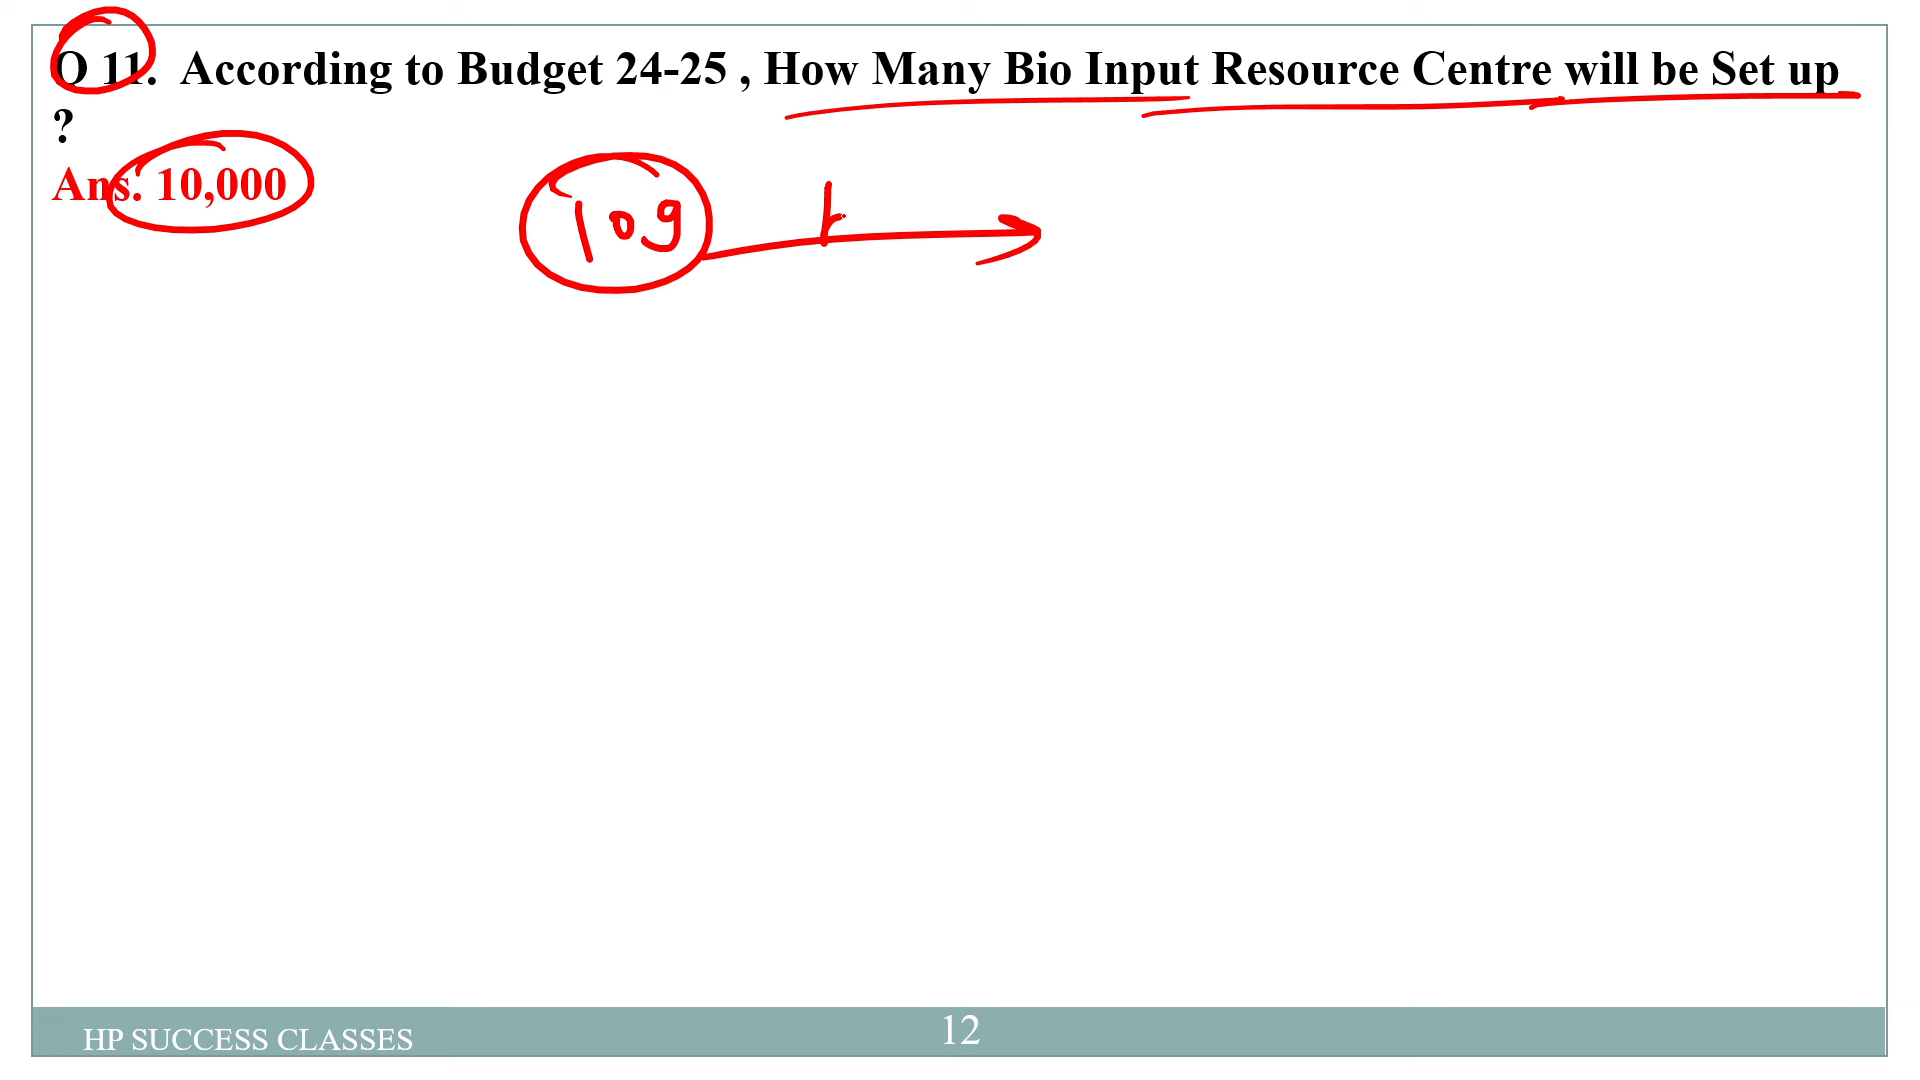 Q 11. According to Budget 24-25 , How Many Bio Input Resource Centre will be Set up
?
Ans. 10,000
109
HP SUCCESS CLASSES
12